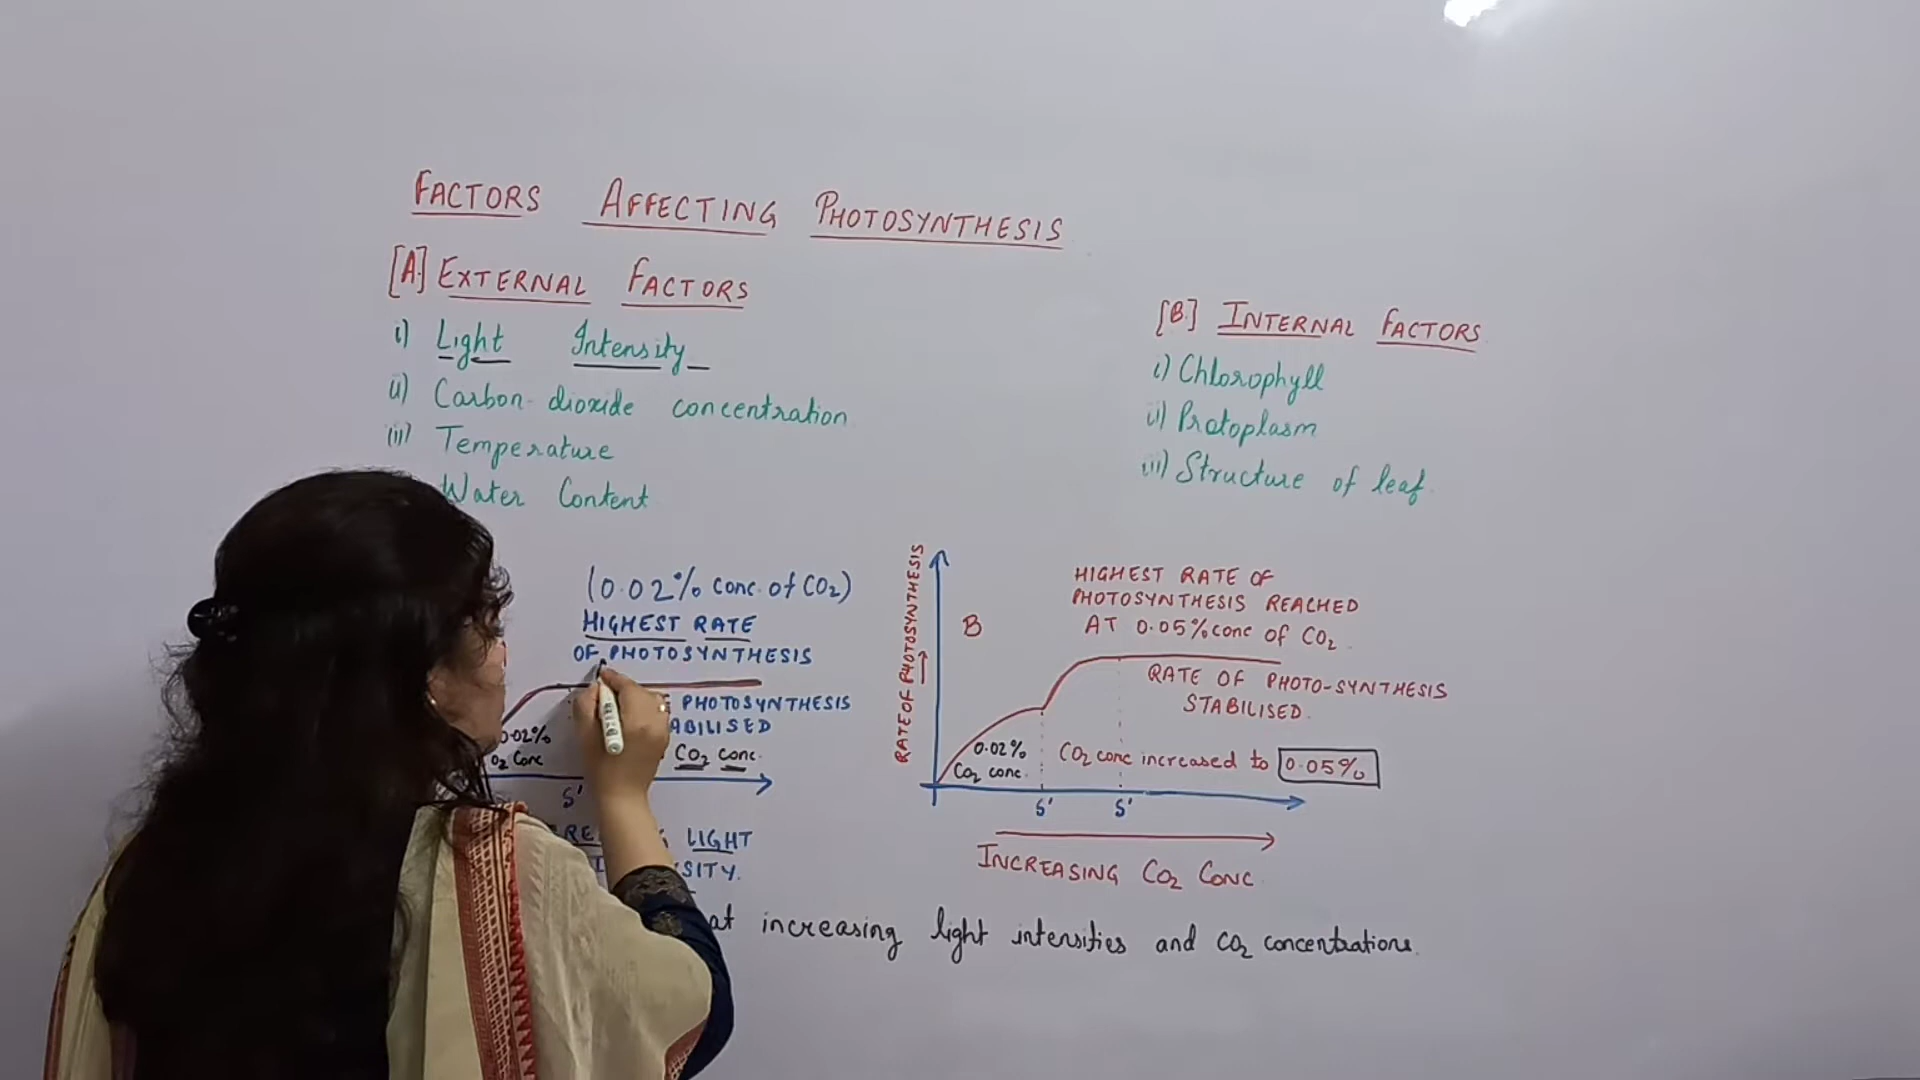 FACTORS AFFECTING PHOTOSYNTHESIS
[A] EXTERNAL FACTORS
i) Light Intensity
ii) Carbon-dioxide concentration
iii) Temperature
Water Content
[B] INTERNAL FACTORS
i) Chlorophyll
ii) Protoplasm
iii) Structure of leaf
(0.02% conc. of CO2)
HIGHEST RATE
OF PHOTOSYNTHESIS
PHOTOSYNTHESIS
0.02%
CO2 conc.
Conc
S'
LIGHT
RATE OF PHOTOSYNTHESIS →
B
HIGHEST RATE OF
PHOTOSYNTHESIS REACHED
AT 0.05% conc of CO2.
RATE OF PHOTO-SYNTHESIS
STABILISED.
0.02%
CO2 conc.
CO2 conc increased to 0.05%
S' S'
INCREASING CO2 CONC
at increasing light intensities and CO2 concentrations.